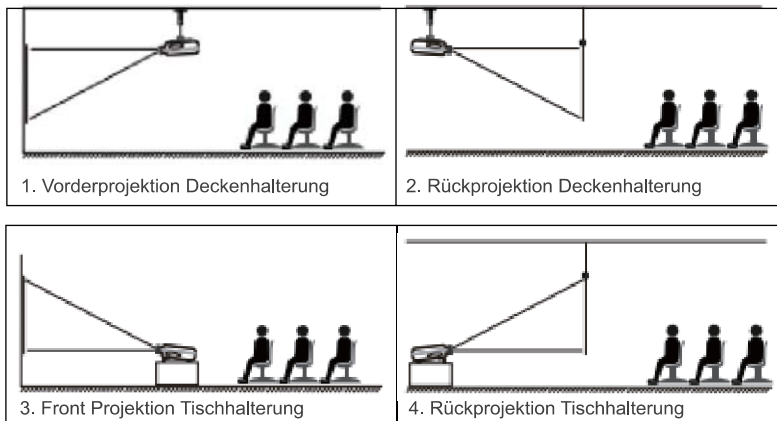 1. Vorderprojektion Deckenhalterung
2. Rückprojektion Deckenhalterung
3. Front Projektion Tischhalterung
4. Rückprojektion Tischhalterung